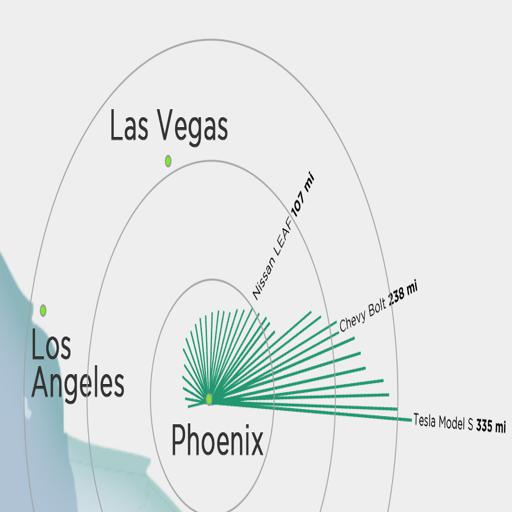 Las Vegas
Nissan LEAF 107 mi
Chevy Bolt 238 mi
Los
Angeles
Tesla Model S 335 mi
Phoenix